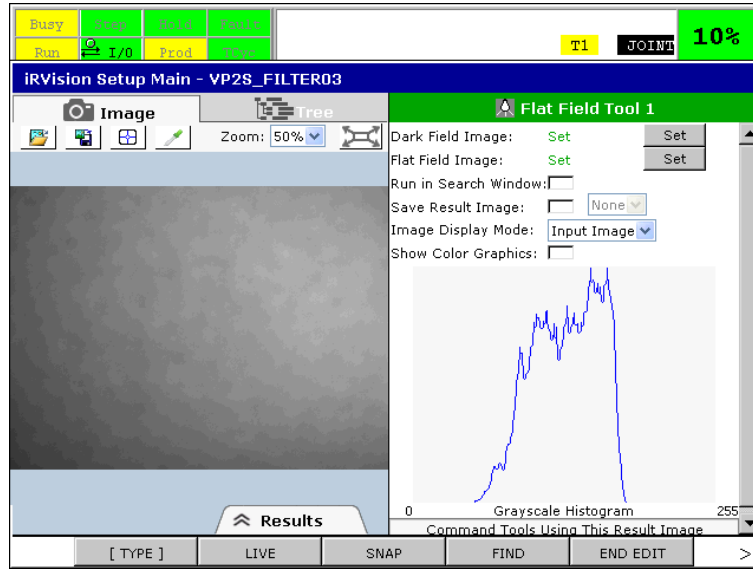 Busy Step Hold Fault
Run I/O Prod TCyc
T1 JOINT 10%
iRVision Setup Main - VP2S_FILTER03
Image Tree
Flat Field Tool 1
Zoom: 50%
Dark Field Image: Set Set
Flat Field Image: Set Set
Run in Search Window:
Save Result Image: None
Image Display Mode: Input Image
Show Color Graphics:
0 Grayscale Histogram 255
Results
Command Tools Using This Result Image
[ TYPE ] LIVE SNAP FIND END EDIT >